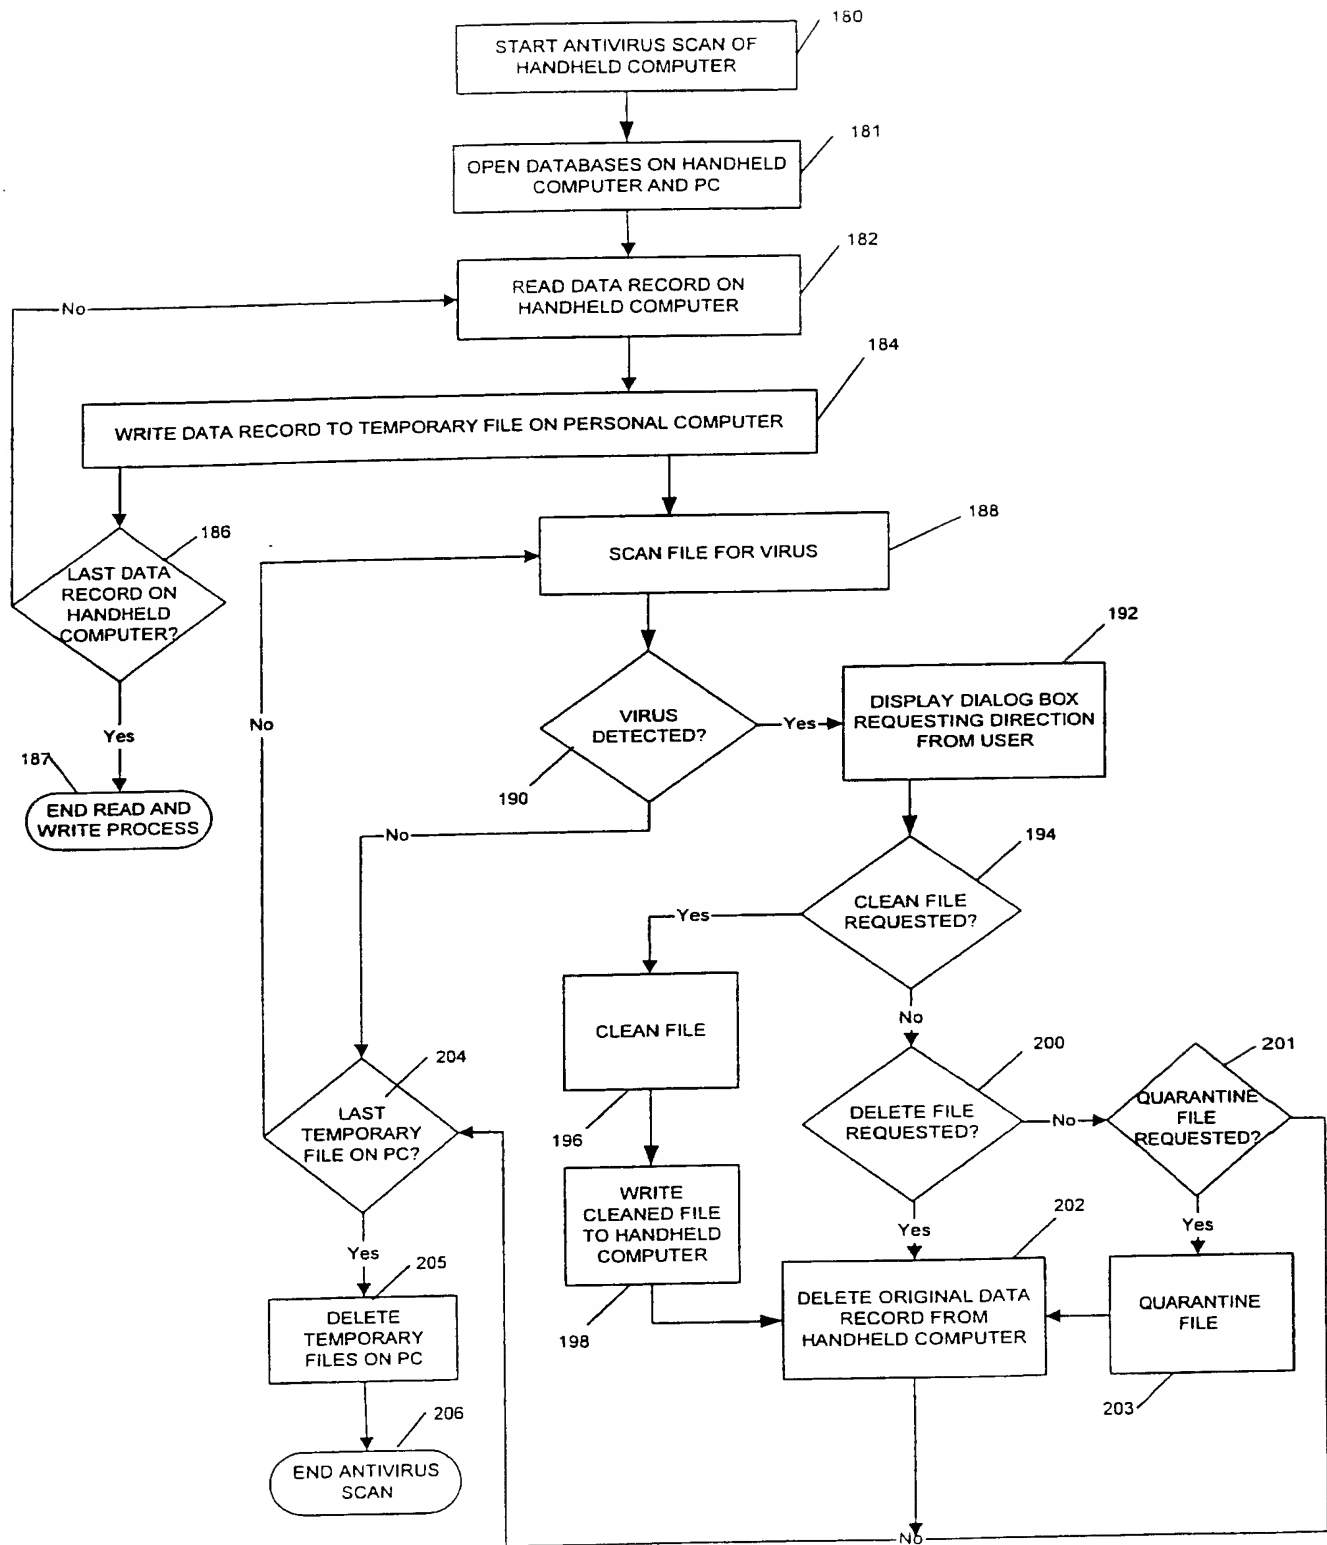 180
START ANTIVIRUS SCAN OF
HANDHELD COMPUTER
181
OPEN DATABASES ON HANDHELD
COMPUTER AND PC
182
READ DATA RECORD ON
HANDHELD COMPUTER
No
184
WRITE DATA RECORD TO TEMPORARY FILE ON PERSONAL COMPUTER
186
LAST DATA
RECORD ON
HANDHELD
COMPUTER?
188
SCAN FILE FOR VIRUS
Yes
187
END READ AND
WRITE PROCESS
No
190
VIRUS
DETECTED?
Yes
192
DISPLAY DIALOG BOX
REQUESTING DIRECTION
FROM USER
No
194
CLEAN FILE
REQUESTED?
Yes
CLEAN FILE
196
No
200
DELETE FILE
REQUESTED?
No
201
QUARANTINE
FILE
REQUESTED?
204
LAST
TEMPORARY
FILE ON PC?
WRITE
CLEANED FILE
TO HANDHELD
COMPUTER
198
Yes
202
DELETE ORIGINAL DATA
RECORD FROM
HANDHELD COMPUTER
Yes
QUARANTINE
FILE
203
Yes
205
DELETE
TEMPORARY
FILES ON PC
206
END ANTIVIRUS
SCAN
No